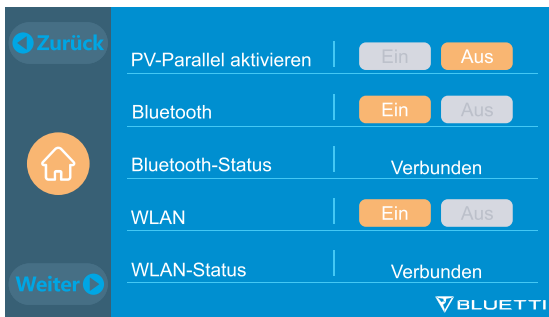 Zurück
PV-Parallel aktivieren Ein Aus
Bluetooth Ein Aus
Bluetooth-Status Verbunden
WLAN Ein Aus
WLAN-Status Verbunden
Weiter
BLUETTI